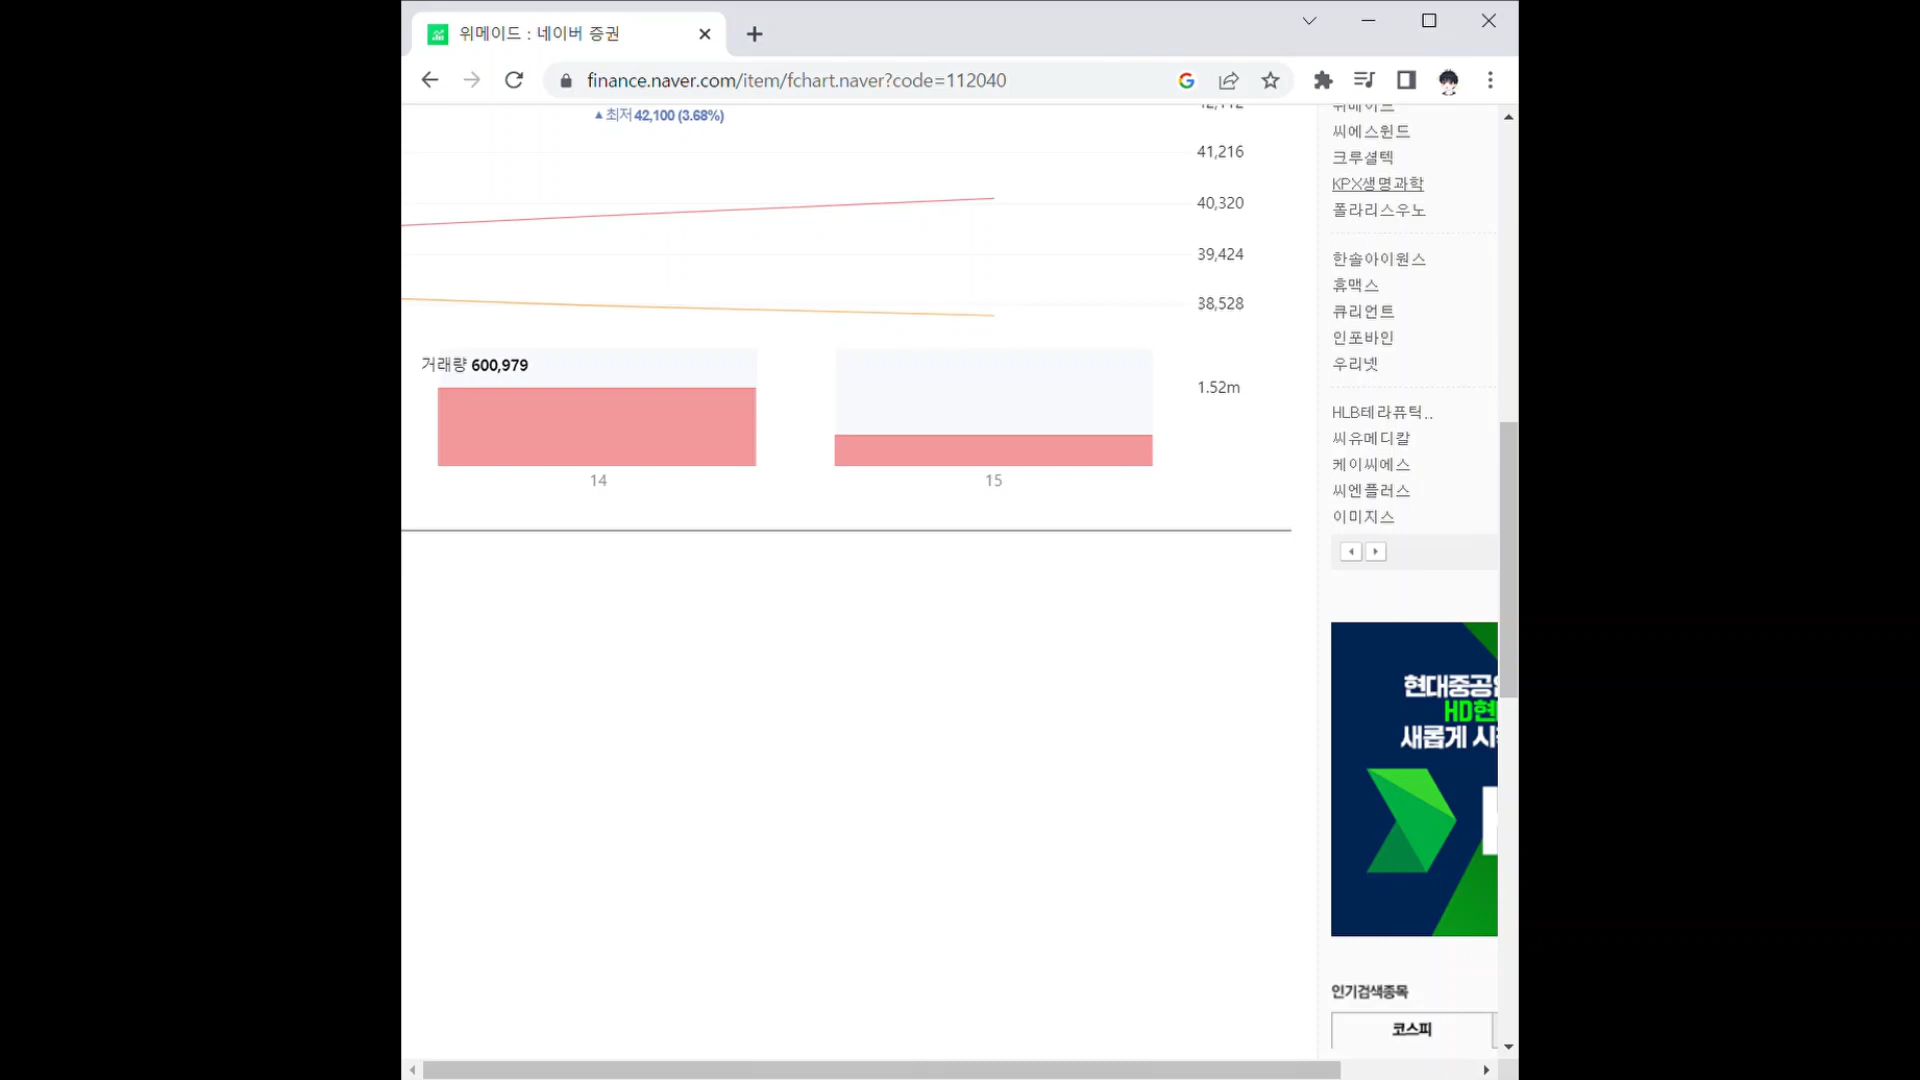 위메이드 : 네이버 증권
finance.naver.com/item/fchart.naver?code=112040
▲최저 42,100 (3.68%)
41,216
40,320
39,424
38,528
거래량 600,979
1.52m
14
15
위메이드
씨에스윈드
크루셜텍
KPX생명과학
폴라리스우노
한솔아이원스
휴맥스
큐리언트
인포바인
우리넷
HLB테라퓨틱..
씨유메디칼
케이씨에스
씨엔플러스
이미지스
현대중공
HD현
새롭게 시
인기검색종목
코스피